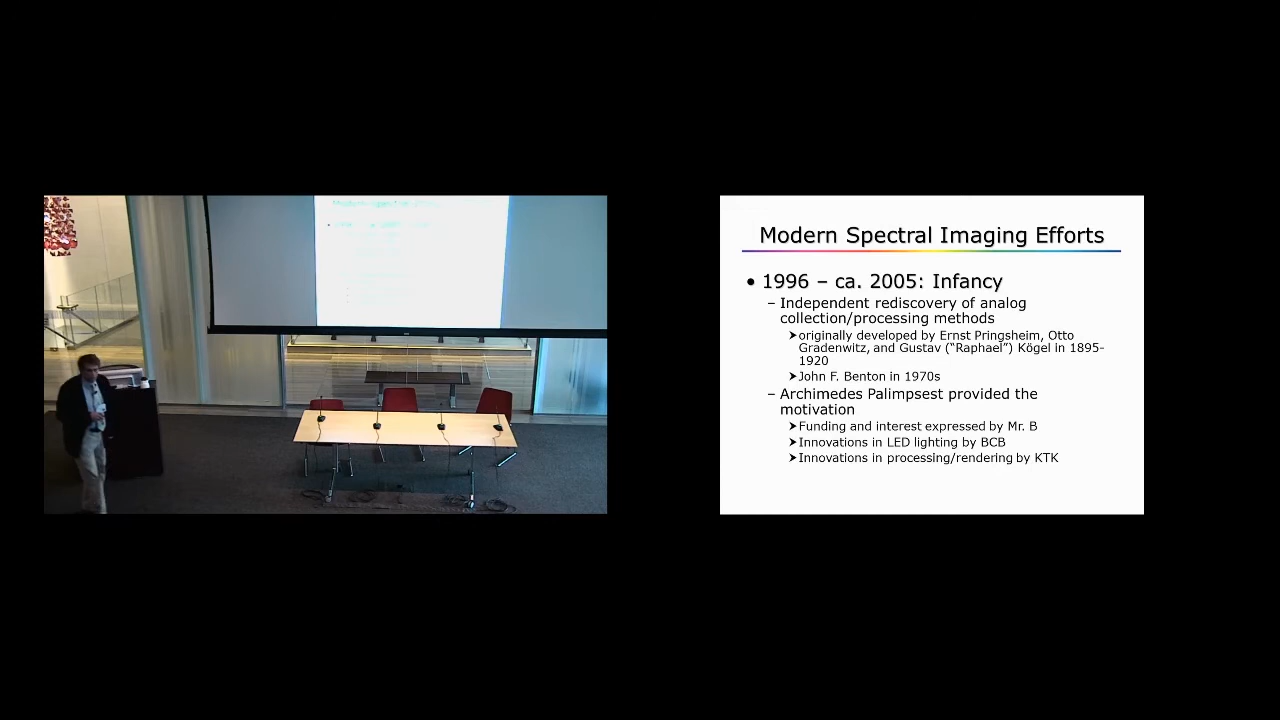 Modern Spectral Imaging Efforts
• 1996 – ca. 2005: Infancy
– Independent rediscovery of analog
collection/processing methods
➤originally developed by Ernst Pringsheim, Otto
Gradenwitz, and Gustav (“Raphael”) Kögel in 1895-
1920
➤John F. Benton in 1970s
– Archimedes Palimpsest provided the
motivation
➤Funding and interest expressed by Mr. B
➤Innovations in LED lighting by BCB
➤Innovations in processing/rendering by KTK